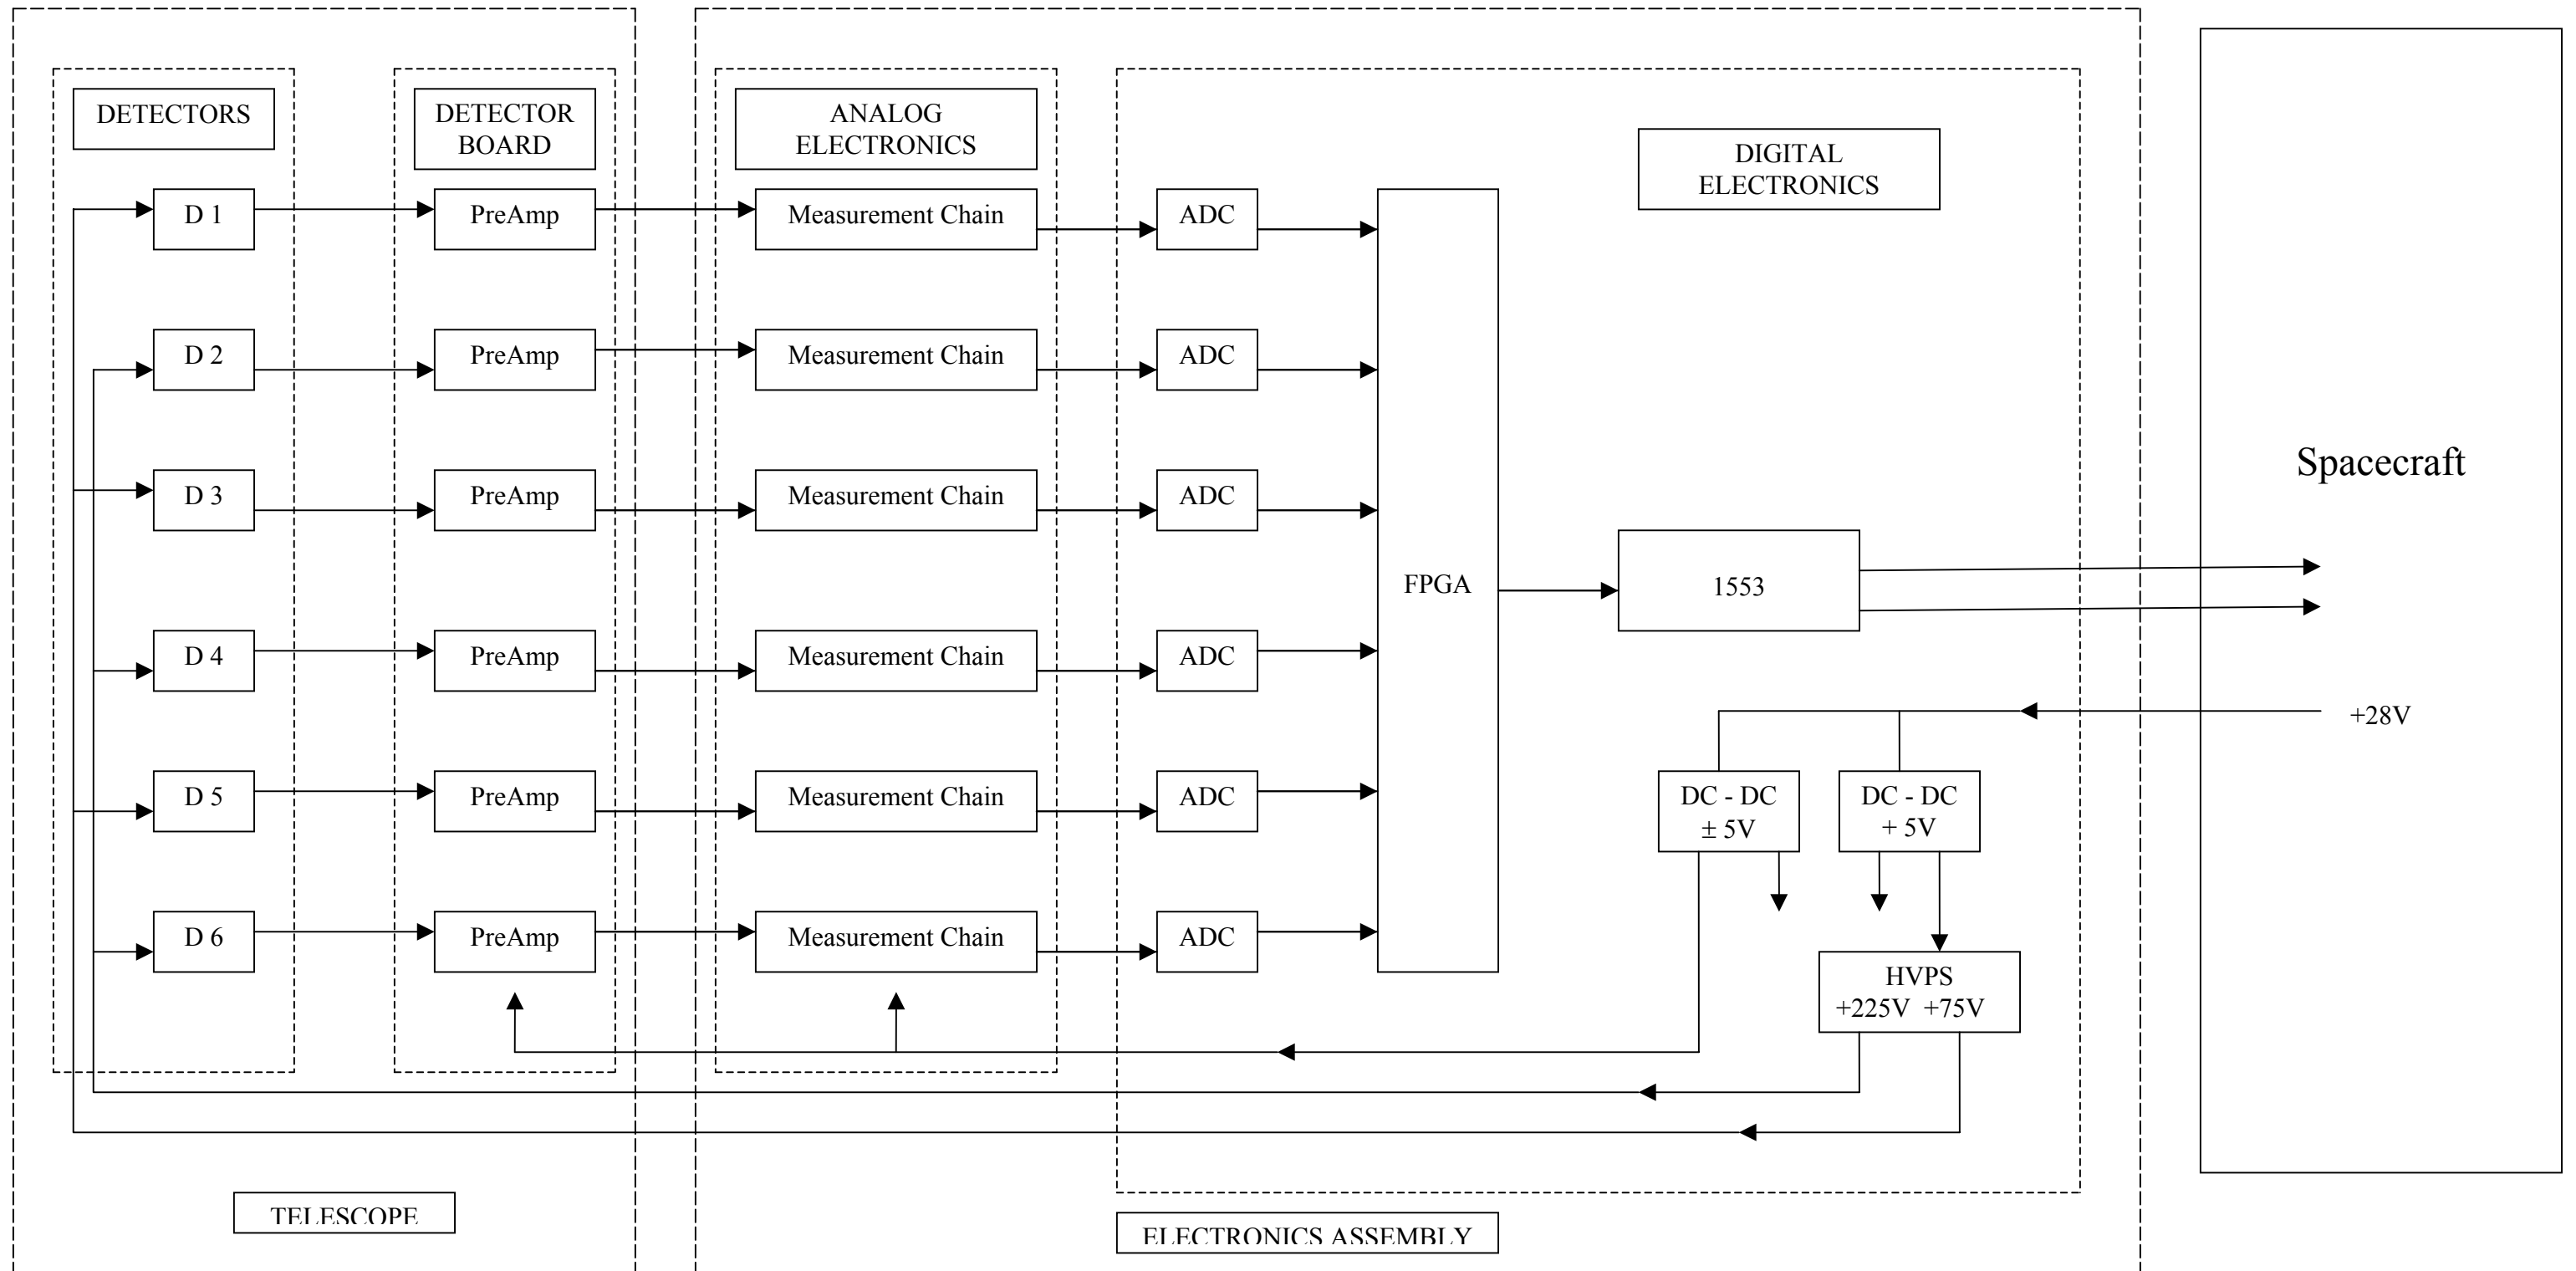 DETECTORS
DETECTOR
BOARD
ANALOG
ELECTRONICS
DIGITAL
ELECTRONICS
D 1
PreAmp
Measurement Chain
ADC
D 2
PreAmp
Measurement Chain
ADC
D 3
PreAmp
Measurement Chain
ADC
Spacecraft
FPGA
1553
D 4
PreAmp
Measurement Chain
ADC
+28V
D 5
PreAmp
Measurement Chain
ADC
DC - DC
± 5V
DC - DC
+ 5V
D 6
PreAmp
Measurement Chain
ADC
HVPS
+225V +75V
TELESCOPE
ELECTRONICS ASSEMBLY